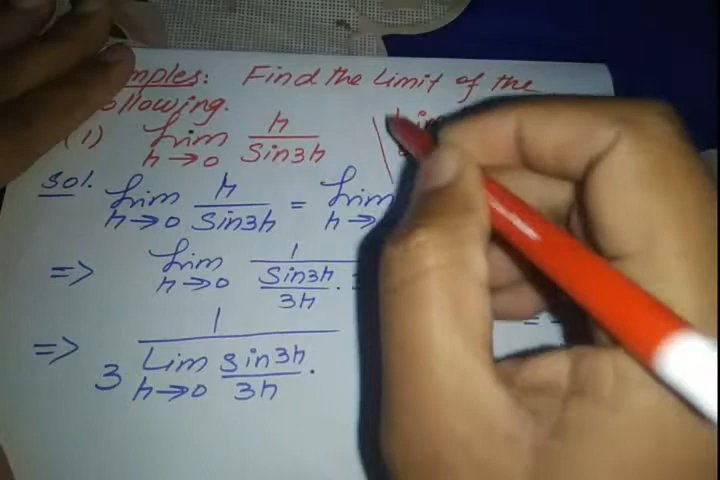 mples: Find the Limit of the
ollowing.
(1) Lim h→0 h/Sin3h
Sol. Lim h→0 h/Sin3h = Lim h→
=> Lim h→0 1/Sin3h/3h .
=> 1/3 Lim h→0 Sin3h/3h .